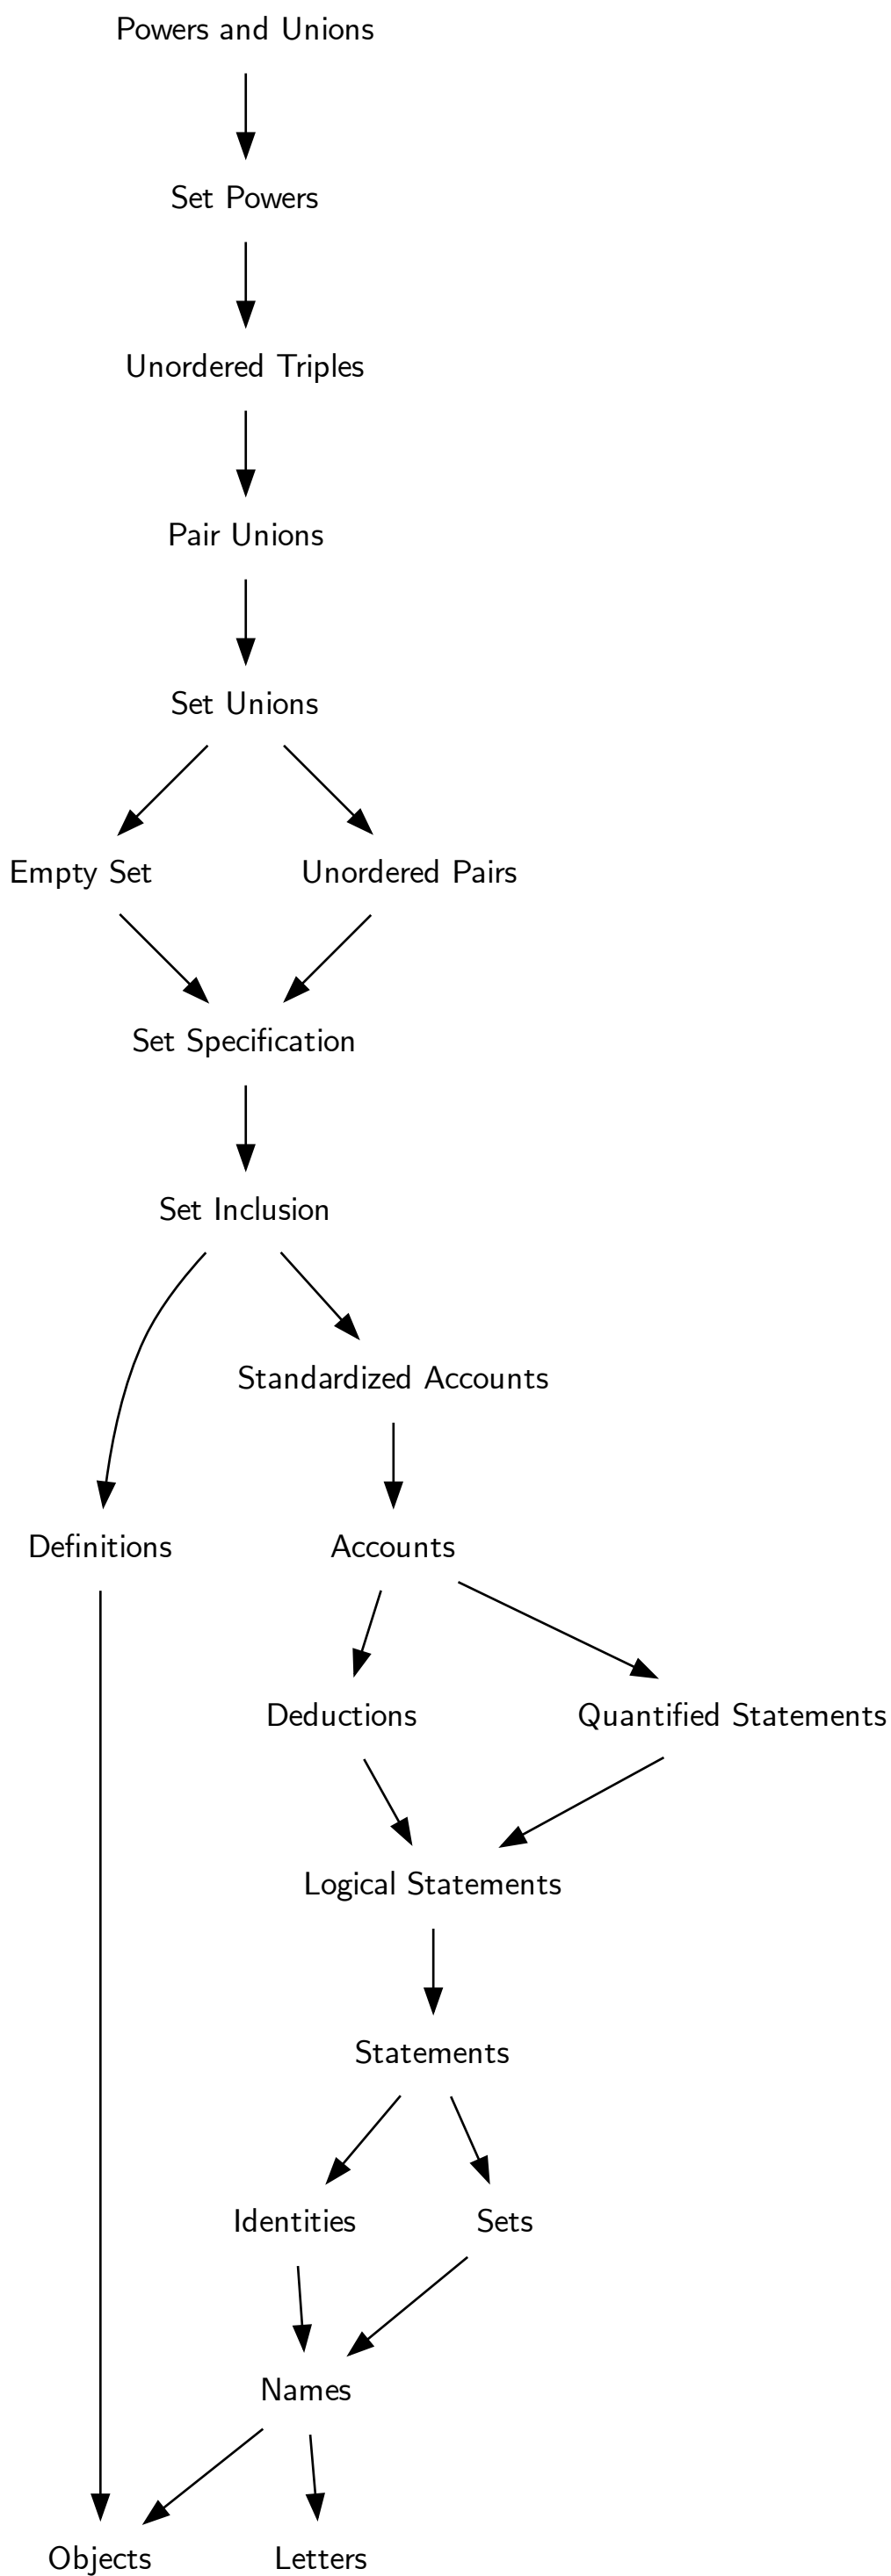 Powers and Unions
Set Powers
Unordered Triples
Pair Unions
Set Unions
Empty Set
Unordered Pairs
Set Specification
Set Inclusion
Standardized Accounts
Definitions
Accounts
Deductions
Quantified Statements
Logical Statements
Statements
Identities
Sets
Names
Objects
Letters